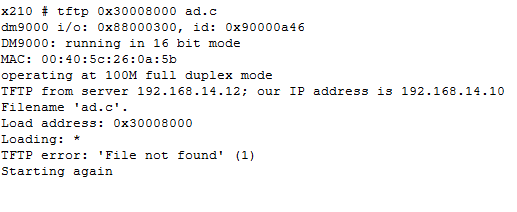 x210 # tftp 0x30008000 ad.c
dm9000 i/o: 0x88000300, id: 0x90000a46
DM9000: running in 16 bit mode
MAC: 00:40:5c:26:0a:5b
operating at 100M full duplex mode
TFTP from server 192.168.14.12; our IP address is 192.168.14.10
Filename 'ad.c'.
Load address: 0x30008000
Loading: *
TFTP error: 'File not found' (1)
Starting again